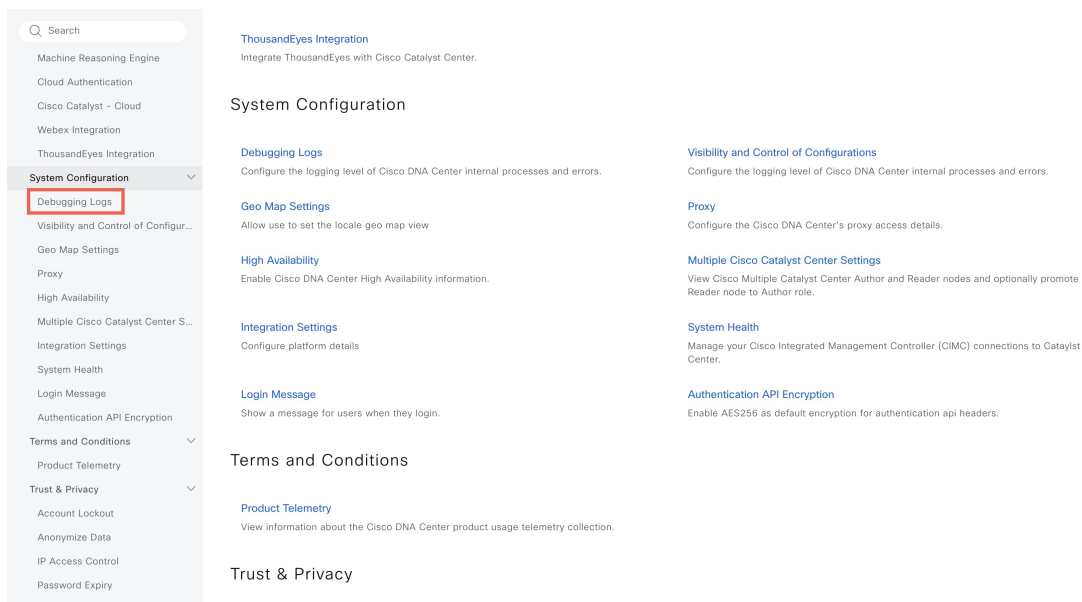 Search
Machine Reasoning Engine
Cloud Authentication
Cisco Catalyst - Cloud
Webex Integration
ThousandEyes Integration
System Configuration
Debugging Logs
Visibility and Control of Configur...
Geo Map Settings
Proxy
High Availability
Multiple Cisco Catalyst Center S...
Integration Settings
System Health
Login Message
Authentication API Encryption
Terms and Conditions
Product Telemetry
Trust & Privacy
Account Lockout
Anonymize Data
IP Access Control
Password Expiry
ThousandEyes Integration
Integrate ThousandEyes with Cisco Catalyst Center.
System Configuration
Debugging Logs
Configure the logging level of Cisco DNA Center internal processes and errors.
Visibility and Control of Configurations
Configure the logging level of Cisco DNA Center internal processes and errors.
Geo Map Settings
Allow use to set the locale geo map view
Proxy
Configure the Cisco DNA Center's proxy access details.
High Availability
Enable Cisco DNA Center High Availability information.
Multiple Cisco Catalyst Center Settings
View Cisco Multiple Catalyst Center Author and Reader nodes and optionally promote
Reader node to Author role.
Integration Settings
Configure platform details
System Health
Manage your Cisco Integrated Management Controller (CIMC) connections to Cataylst
Center.
Login Message
Show a message for users when they login.
Authentication API Encryption
Enable AES256 as default encryption for authentication api headers.
Terms and Conditions
Product Telemetry
View information about the Cisco DNA Center product usage telemetry collection.
Trust & Privacy